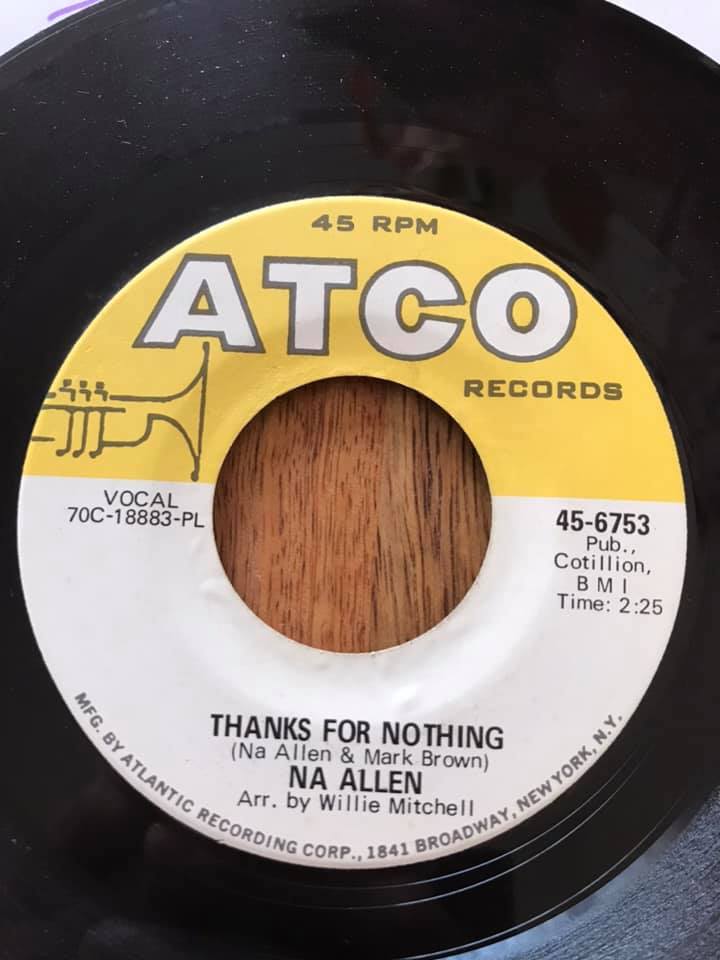 45 RPM
ATCO
RECORDS
VOCAL
70C-18883-PL
45-6753
Pub.,
Cotillion,
B M I
Time: 2:25
THANKS FOR NOTHING
(Na Allen & Mark Brown)
NA ALLEN
Arr. by Willie Mitchell
MFG. BY ATLANTIC RECORDING CORP., 1841 BROADWAY, NEW YORK, N.Y.